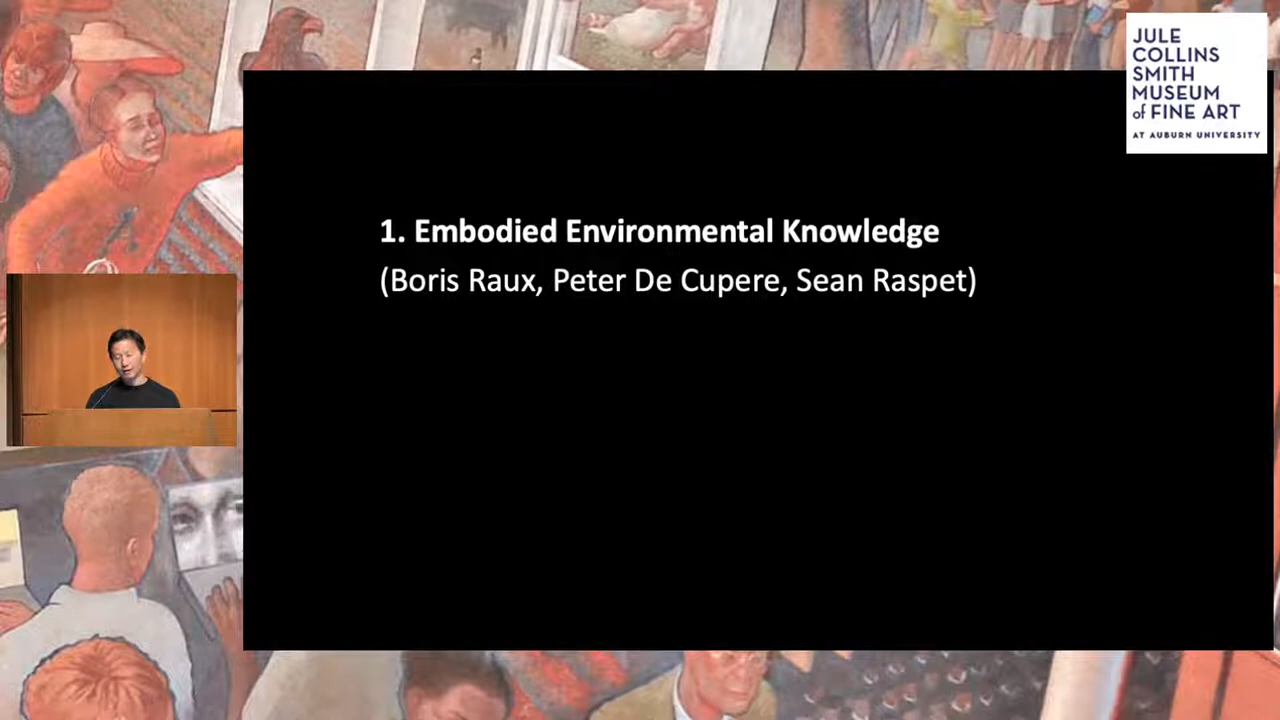 JULE
COLLINS
SMITH
MUSEUM
of FINE ART
AT AUBURN UNIVERSITY
1. Embodied Environmental Knowledge
(Boris Raux, Peter De Cupere, Sean Raspet)
A